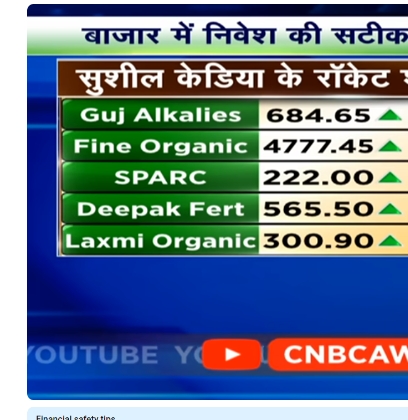 बाजार में निवेश की सटीक
सुशील केडिया के रॉकेट
Guj Alkalies 684.65
Fine Organic 4777.45
SPARC 222.00
Deepak Fert 565.50
Laxmi Organic 300.90
YOUTUBE CNBCAW
Financial safety tips